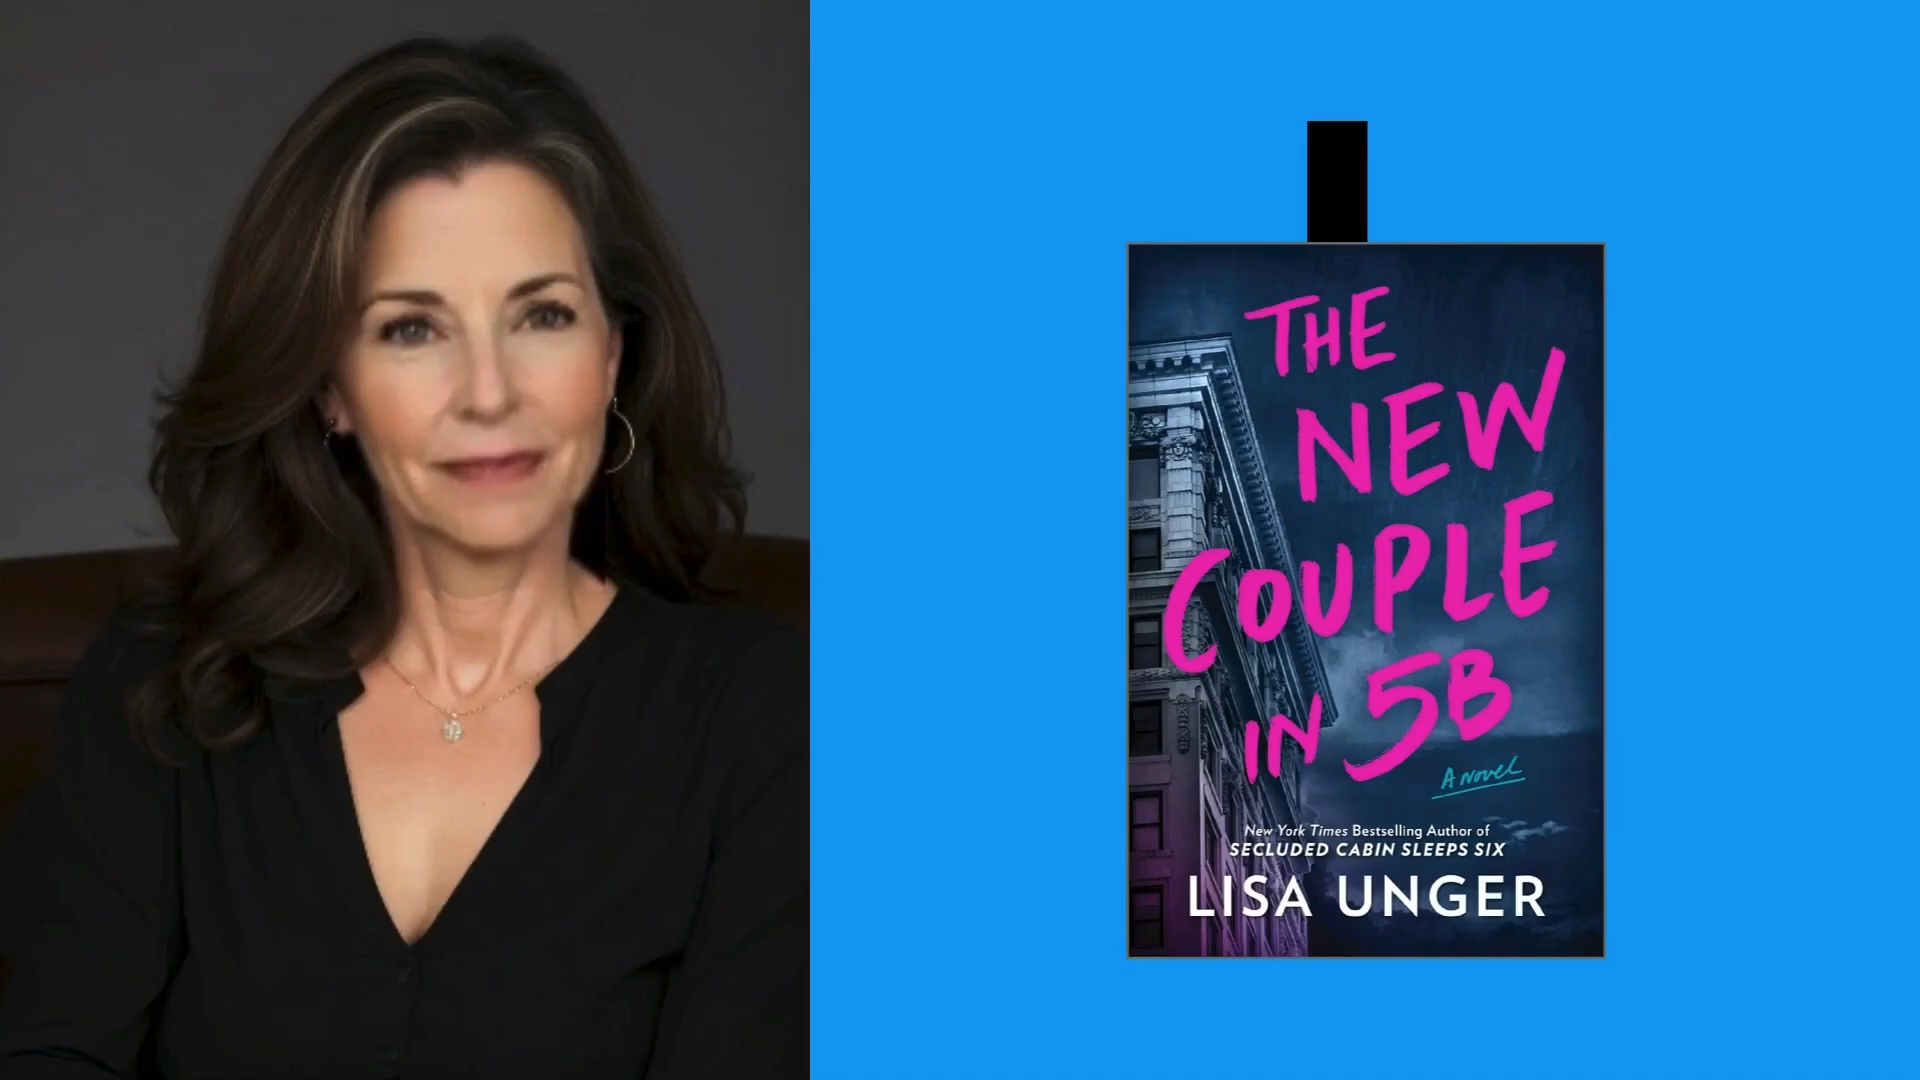 THE
NEW
COUPLE
IN 5B
A NOVEL
New York Times Bestselling Author of
SECLUDED CABIN SLEEPS SIX
LISA UNGER